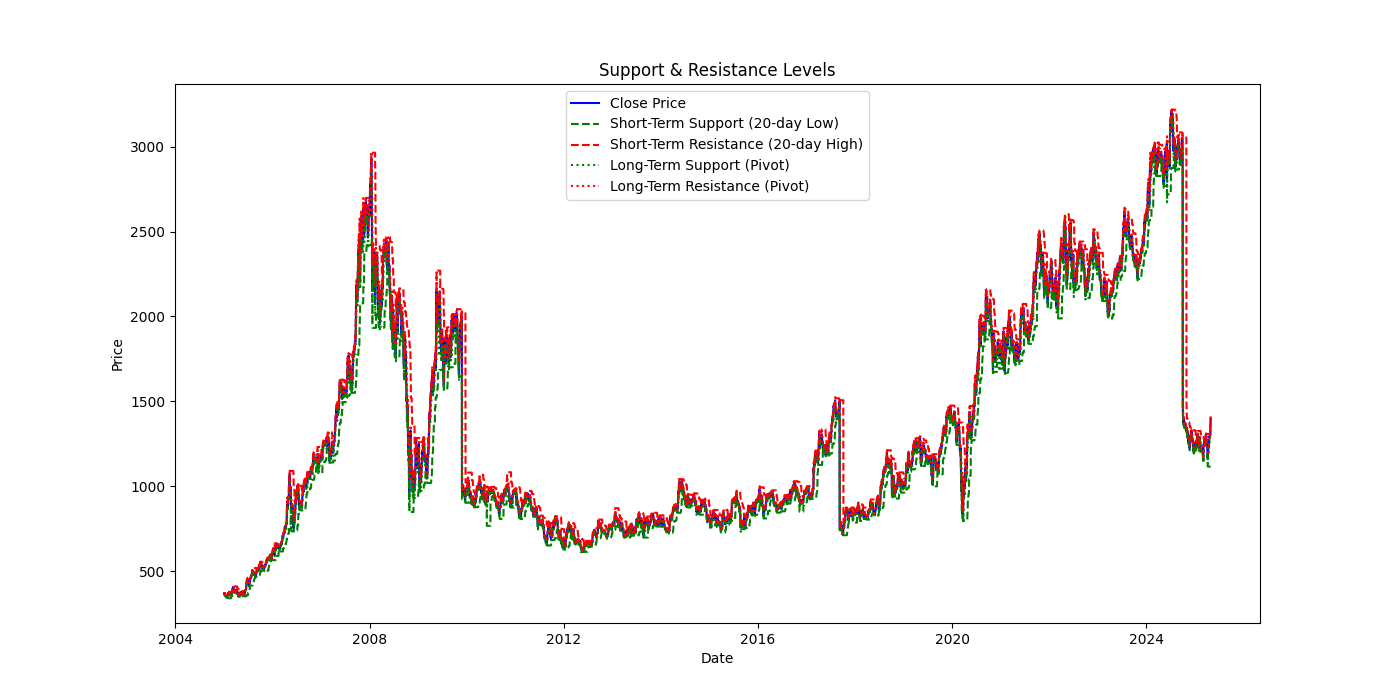 Support & Resistance Levels
Close Price
Short-Term Support (20-day Low)
Short-Term Resistance (20-day High)
Long-Term Support (Pivot)
Long-Term Resistance (Pivot)
Price
3000
2500
2000
1500
1000
500
2004 2008 2012 2016 2020 2024
Date